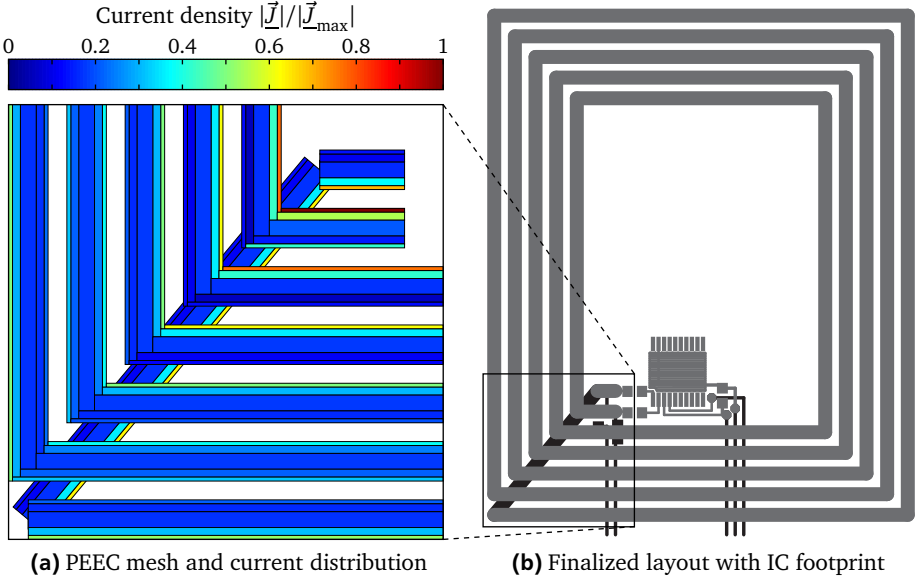 Current density |J⃗|/|J⃗max|
0 0.2 0.4 0.6 0.8 1
(a) PEEC mesh and current distribution
(b) Finalized layout with IC footprint